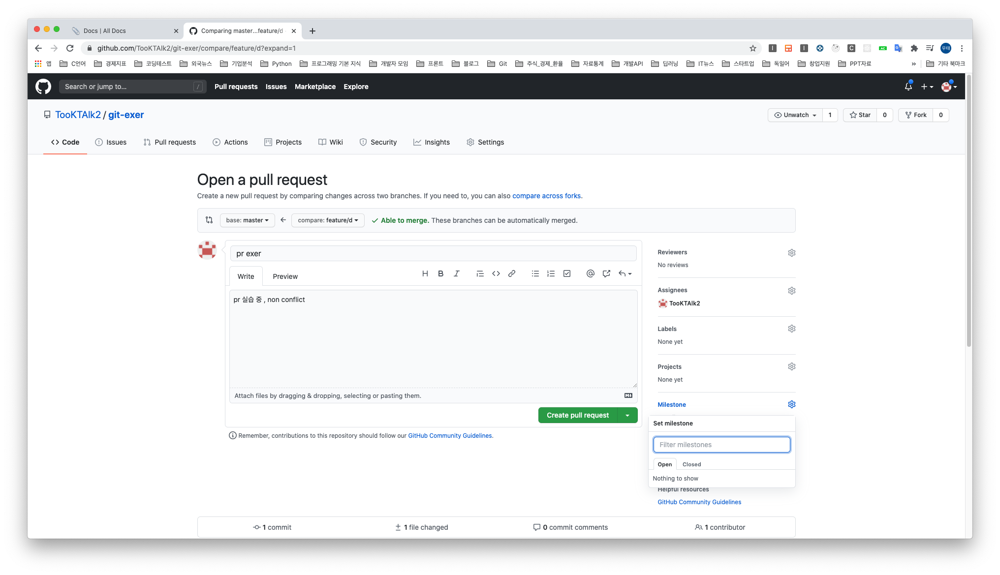 Docs | All Docs
Comparing master...feature/d
github.com/TooKTAlk2/git-exer/compare/feature/d?expand=1
앱 C언어 경제지표 코딩테스트 외국뉴스 기업분석 Python 프로그래밍 기본 지식 개발자 모임 프론트 블로그 Git 주식_경제_환율 자료통계 개발API 딥러닝 IT뉴스 스타트업 독일어 창업지원 PPT자료 » 기타 북마크
Search or jump to... / Pull requests Issues Marketplace Explore
TooKTAlk2 / git-exer
Unwatch 1 Star 0 Fork 0
Code Issues Pull requests Actions Projects Wiki Security Insights Settings
Open a pull request
Create a new pull request by comparing changes across two branches. If you need to, you can also compare across forks.
base: master compare: feature/d Able to merge. These branches can be automatically merged.
pr exer
Write Preview
pr 실습 중 , non conflict
Attach files by dragging & dropping, selecting or pasting them.
Create pull request
Remember, contributions to this repository should follow our GitHub Community Guidelines.
Reviewers
No reviews
Assignees
TooKTAlk2
Labels
None yet
Projects
None yet
Milestone
Set milestone
Filter milestones
Open Closed
Nothing to show
Helpful resources
GitHub Community Guidelines
1 commit 1 file changed 0 commit comments 1 contributor